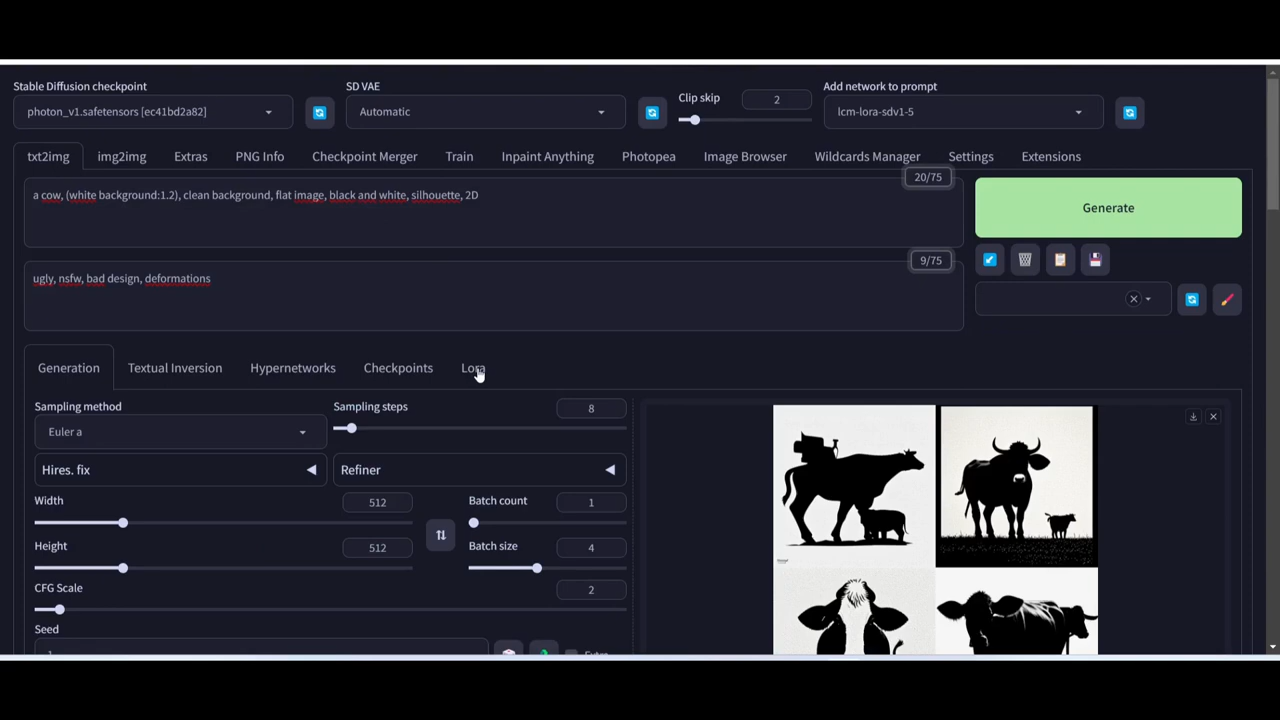 Stable Diffusion checkpoint
SD VAE
Clip skip
2
Add network to prompt
photon_v1.safetensors [ec41bd2a82]
Automatic
lcm-lora-sdv1-5
txt2img
img2img
Extras
PNG Info
Checkpoint Merger
Train
Inpaint Anything
Photopea
Image Browser
Wildcards Manager
Settings
Extensions
20/75
a cow, (white background:1.2), clean background, flat image, black and white, silhouette, 2D
Generate
9/75
ugly, nsfw, bad design, deformations
Generation
Textual Inversion
Hypernetworks
Checkpoints
Lora
Sampling method
Sampling steps
8
Euler a
Hires. fix
Refiner
Width
512
Batch count
1
Height
512
Batch size
4
CFG Scale
2
Seed